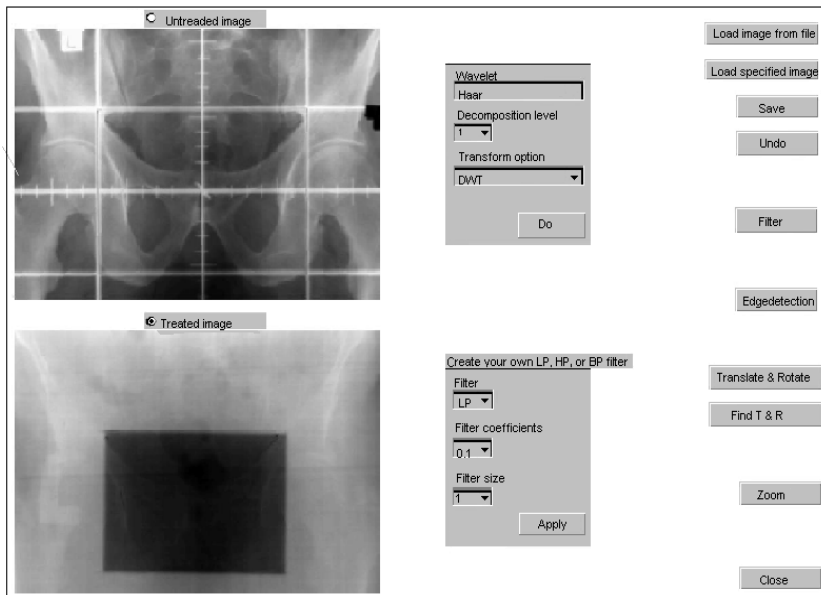 Untreaded image
L
Treated image
Wavelet
Haar
Decomposition level
1
Transform option
DWT
Do
Create your own LP, HP, or BP filter
Filter
LP
Filter coefficients
0.1
Filter size
1
Apply
Load image from file
Load specified image
Save
Undo
Filter
Edgedetection
Translate & Rotate
Find T & R
Zoom
Close